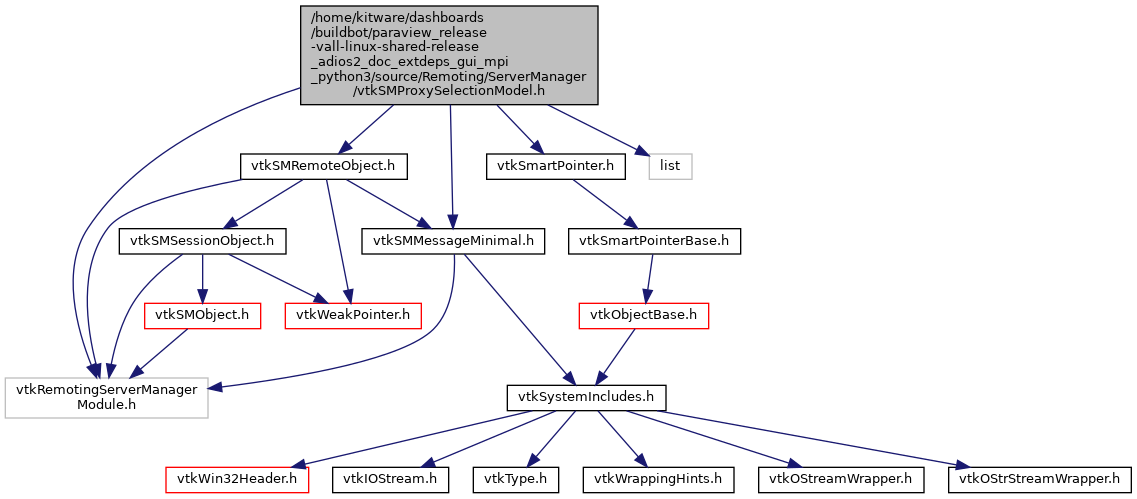 /home/kitware/dashboards
/buildbot/paraview_release
-vall-linux-shared-release
_adios2_doc_extdeps_gui_mpi
_python3/source/Remoting/ServerManager
/vtkSMProxySelectionModel.h
vtkSMRemoteObject.h
vtkSmartPointer.h
list
vtkSMSessionObject.h
vtkSMMessageMinimal.h
vtkSmartPointerBase.h
vtkSMObject.h
vtkWeakPointer.h
vtkObjectBase.h
vtkRemotingServerManager
Module.h
vtkSystemIncludes.h
vtkWin32Header.h
vtkIOStream.h
vtkType.h
vtkWrappingHints.h
vtkOStreamWrapper.h
vtkOStrStreamWrapper.h